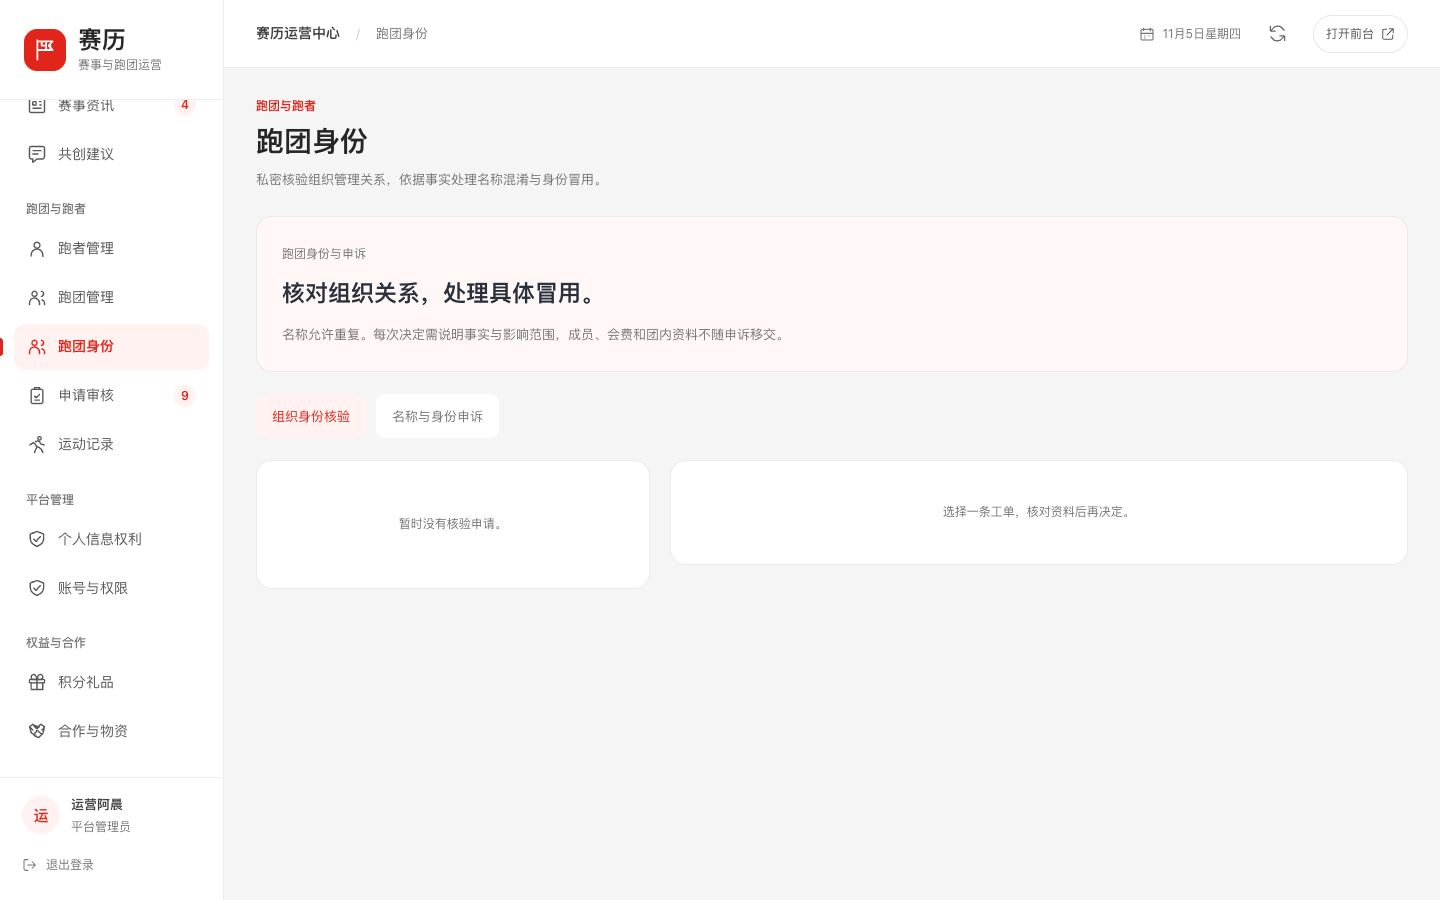 赛历
赛事与跑团运营
赛事资讯 4
共创建议
跑团与跑者
跑者管理
跑团管理
跑团身份
申请审核 9
运动记录
平台管理
个人信息权利
账号与权限
权益与合作
积分礼品
合作与物资
运 运营阿晨
平台管理员
退出登录
赛历运营中心 / 跑团身份 11月5日星期四 打开前台
跑团与跑者
跑团身份
私密核验组织管理关系，依据事实处理名称混淆与身份冒用。
跑团身份与申诉
核对组织关系，处理具体冒用。
名称允许重复。每次决定需说明事实与影响范围，成员、会费和团内资料不随申诉移交。
组织身份核验 名称与身份申诉
暂时没有核验申请。
选择一条工单，核对资料后再决定。